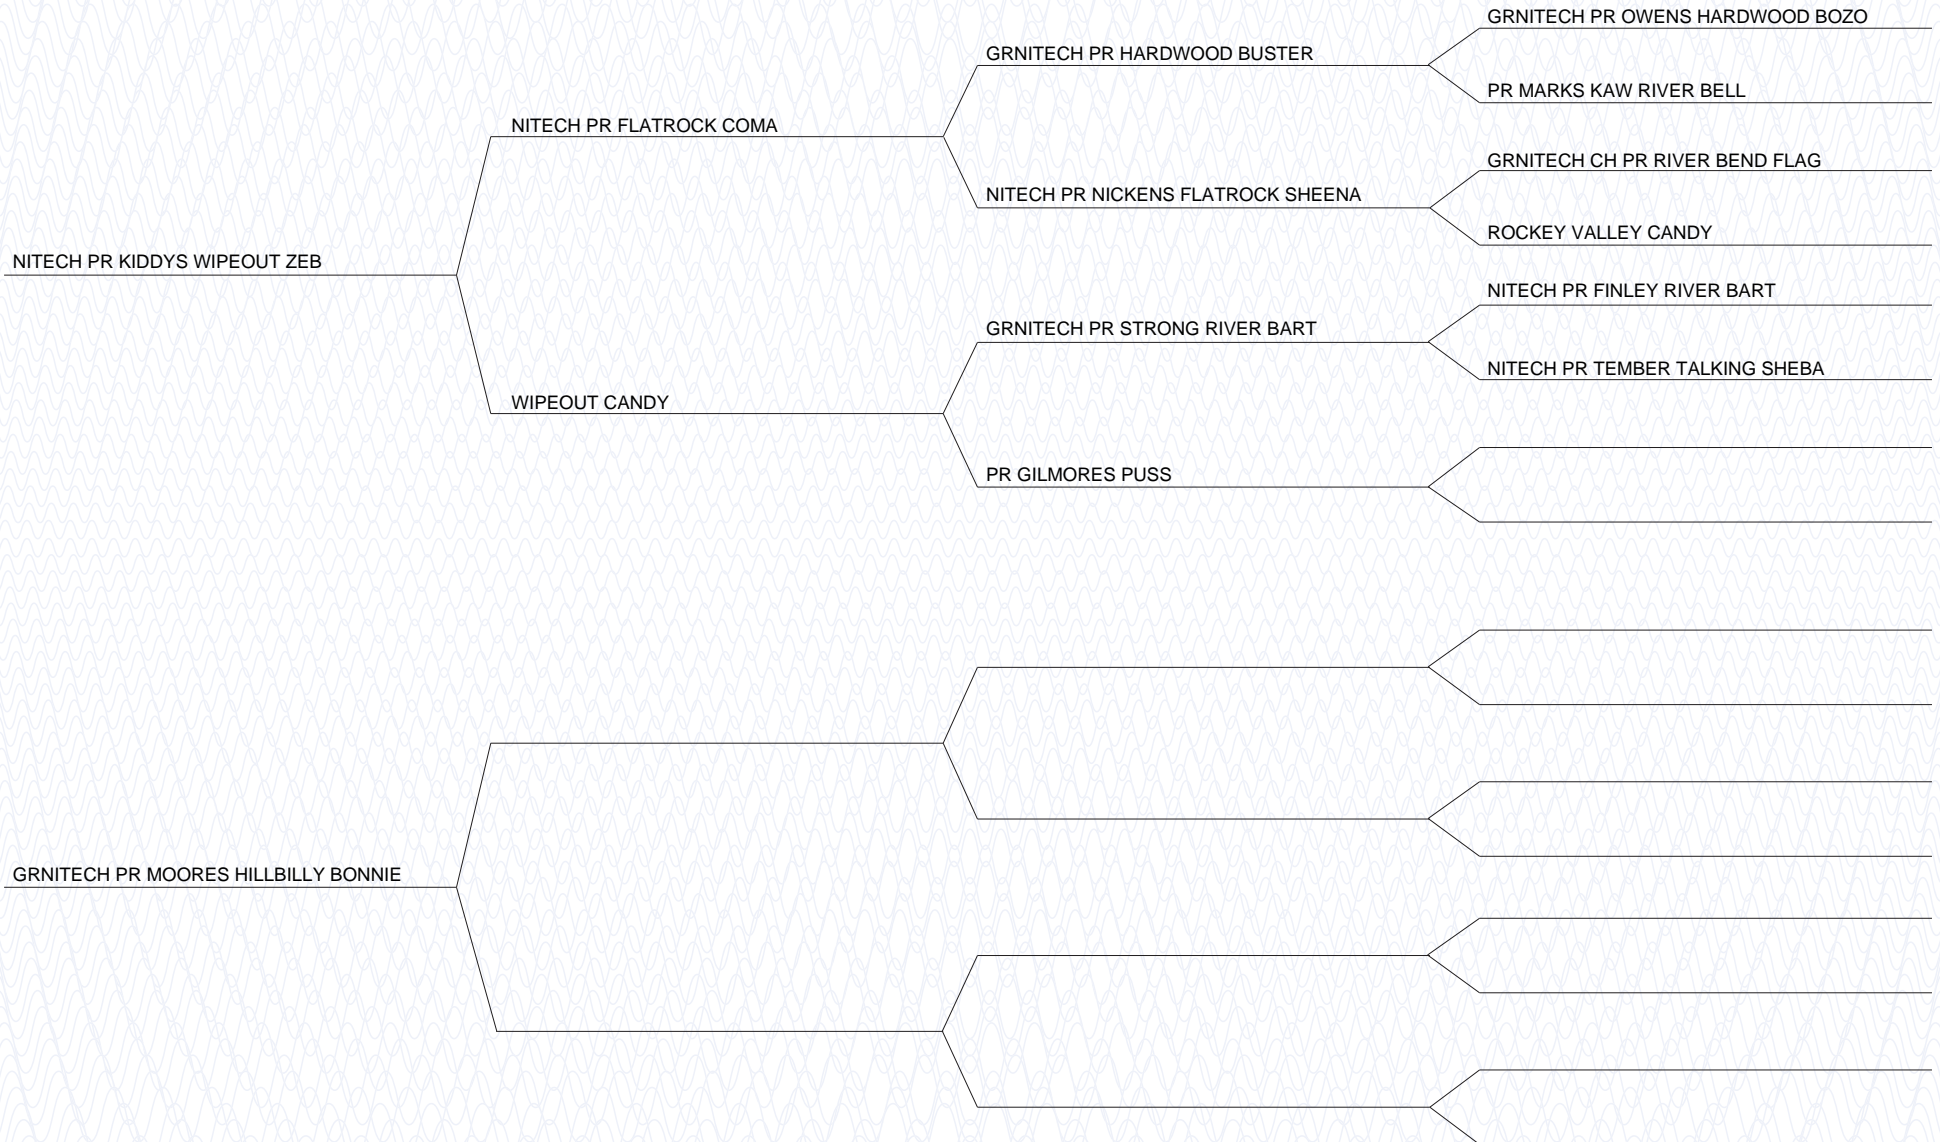 GRNITECH PR OWENS HARDWOOD BOZO
GRNITECH PR HARDWOOD BUSTER
PR MARKS KAW RIVER BELL
NITECH PR FLATROCK COMA
GRNITECH CH PR RIVER BEND FLAG
NITECH PR NICKENS FLATROCK SHEENA
ROCKEY VALLEY CANDY
NITECH PR KIDDYS WIPEOUT ZEB
NITECH PR FINLEY RIVER BART
GRNITECH PR STRONG RIVER BART
NITECH PR TEMBER TALKING SHEBA
WIPEOUT CANDY
PR GILMORES PUSS
GRNITECH PR MOORES HILLBILLY BONNIE